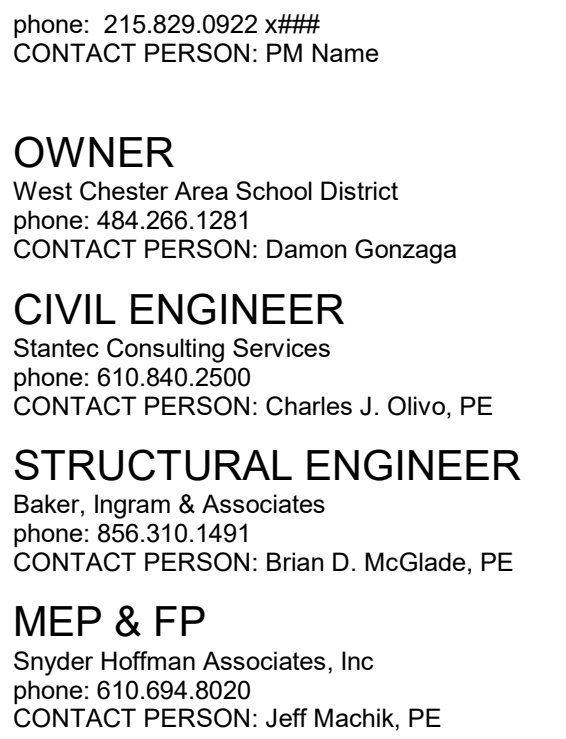 phone:  215.829.0922 x###
CONTACT PERSON: PM Name
OWNER
West Chester Area School District
phone: 484.266.1281
CONTACT PERSON: Damon Gonzaga
CIVIL ENGINEER
Stantec Consulting Services
phone: 610.840.2500
CONTACT PERSON: Charles J. Olivo, PE
STRUCTURAL ENGINEER
Baker, Ingram & Associates
phone: 856.310.1491
CONTACT PERSON: Brian D. McGlade, PE
MEP & FP
Snyder Hoffman Associates, Inc
phone: 610.694.8020
CONTACT PERSON: Jeff Machik, PE